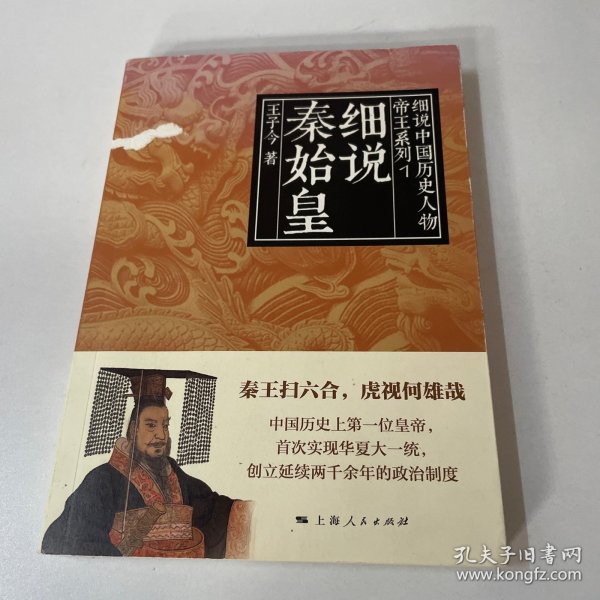 细说中国历史人物
帝王系列1
细说
秦始皇
王子今 著
秦王扫六合，虎视何雄哉
中国历史上第一位皇帝，
首次实现华夏大一统，
创立延续两千余年的政治制度
上海人民出版社
孔夫子旧书网
www.kongfz.com